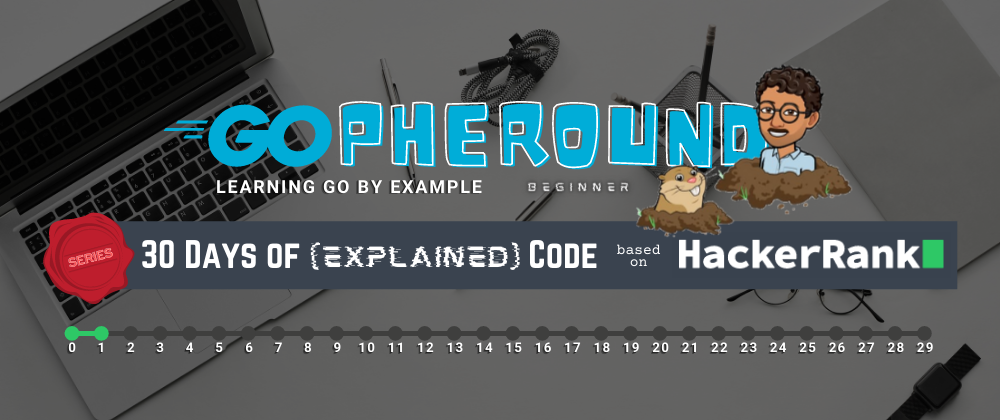 GOPHEROUND
LEARNING GO BY EXAMPLE BEGINNER
SERIES
30 DAYS OF {EXPLAINED} CODE based on HackerRank
0 1 2 3 4 5 6 7 8 9 10 11 12 13 14 15 16 17 18 19 20 21 22 23 24 25 26 27 28 29